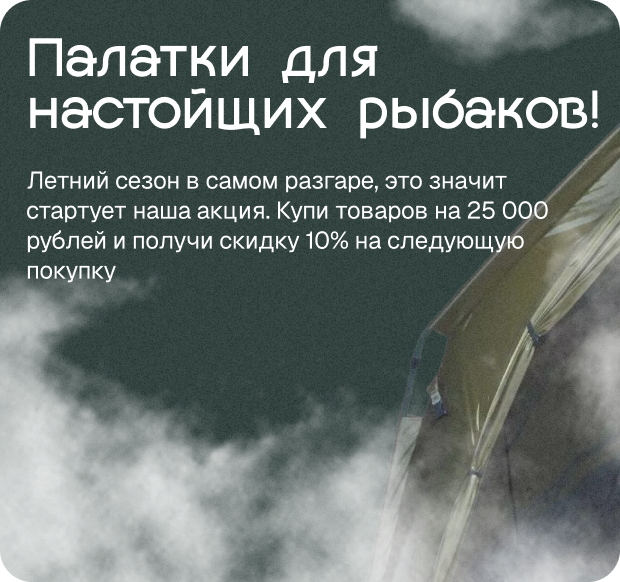 Палатки для
настойщих рыбаков!
Летний сезон в самом разгаре, это значит
стартует наша акция. Купи товаров на 25 000
рублей и получи скидку 10% на следующую
покупку